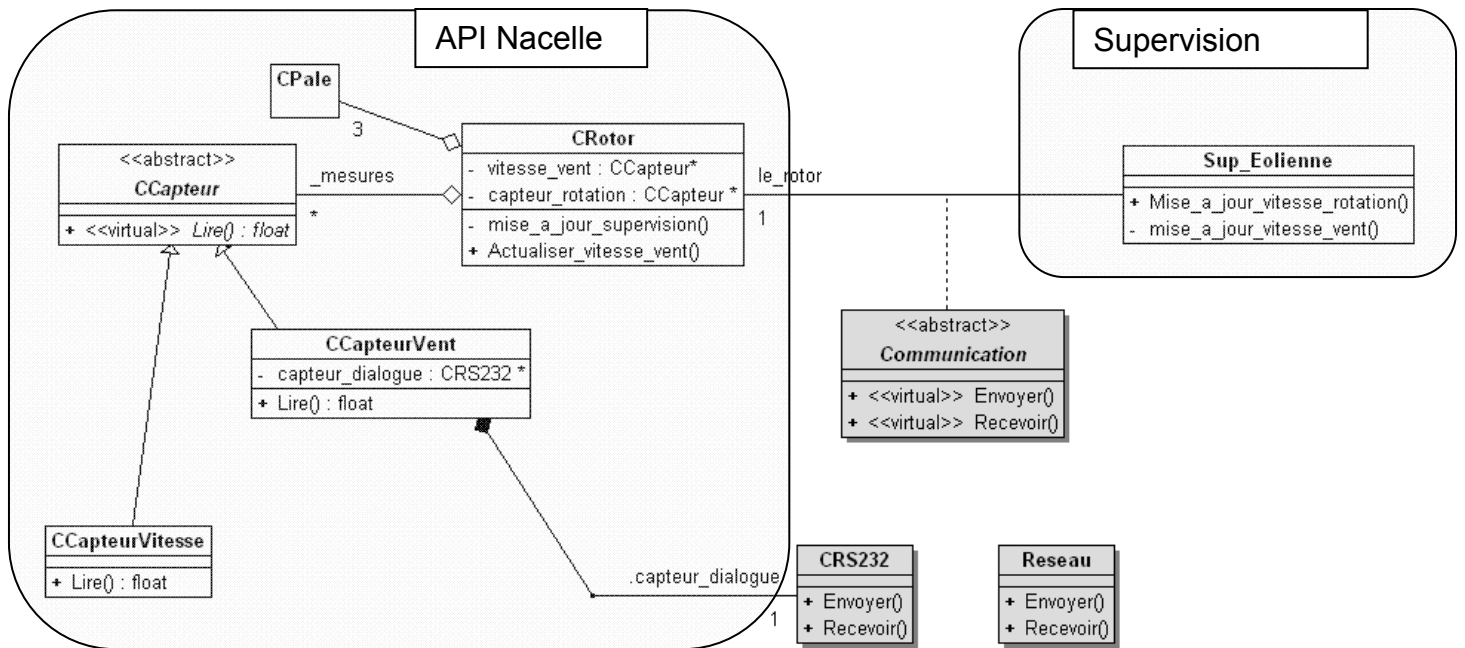 API Nacelle
Supervision
CPale
3
CRotor
- vitesse_vent : CCapteur*
- capteur_rotation : CCapteur *
- mise_a_jour_supervision()
+ Actualiser_vitesse_vent()
<<abstract>>
CCapteur
+ <<virtual>> Lire() : float
_mesures
*
le_rotor
1
Sup_Eolienne
+ Mise_a_jour_vitesse_rotation()
- mise_a_jour_vitesse_vent()
<<abstract>>
Communication
+ <<virtual>> Envoyer()
+ <<virtual>> Recevoir()
CCapteurVent
- capteur_dialogue : CRS232 *
+ Lire() : float
CCapteurVitesse
+ Lire() : float
.capteur_dialogue
1
CRS232
+ Envoyer()
+ Recevoir()
Reseau
+ Envoyer()
+ Recevoir()